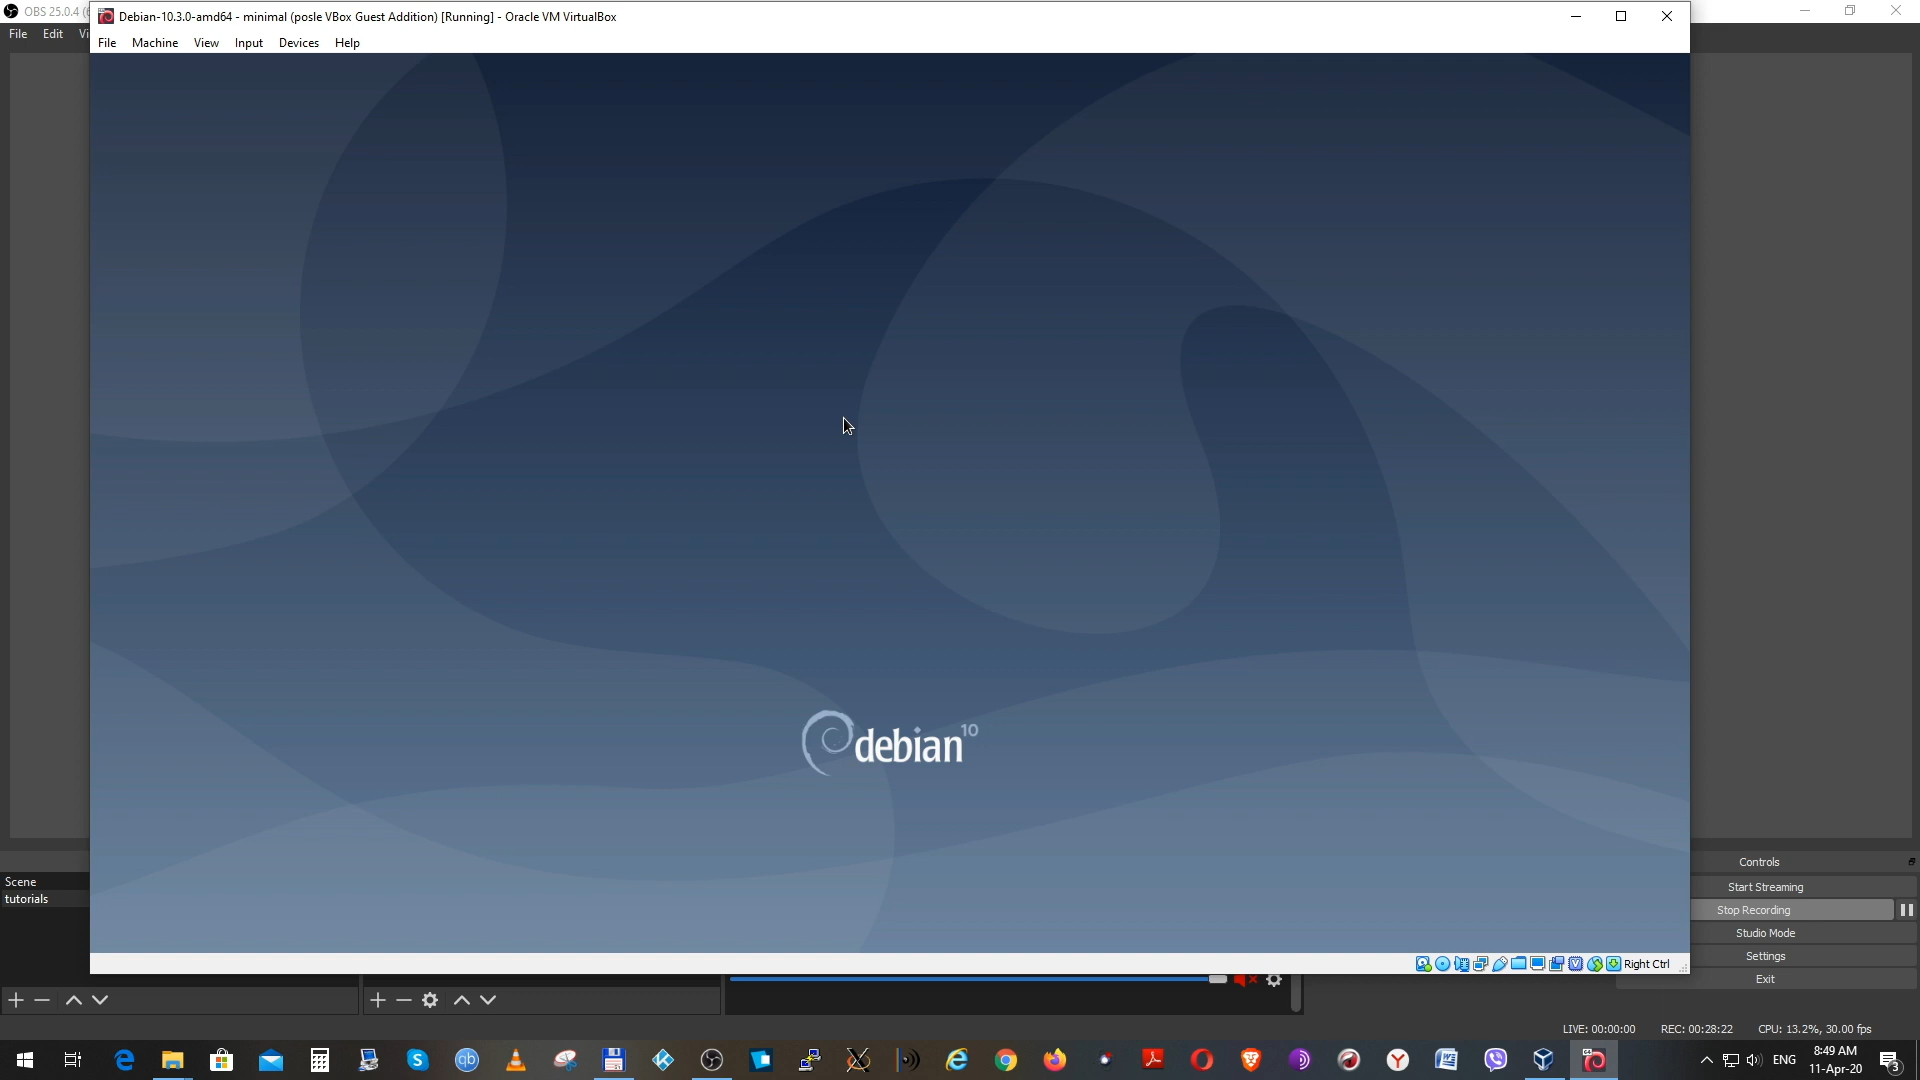 OBS 25.0.4 (6
Debian-10.3.0-amd64 - minimal (posle VBox Guest Addition) [Running] - Oracle VM VirtualBox
File Edit Vi
File Machine View Input Devices Help
debian 10
Controls
Scene
tutorials
Start Streaming
Stop Recording
Studio Mode
Settings
Exit
Right Ctrl
LIVE: 00:00:00 REC: 00:28:22 CPU: 13.2%, 30.00 fps
ENG
8:49 AM
11-Apr-20
3